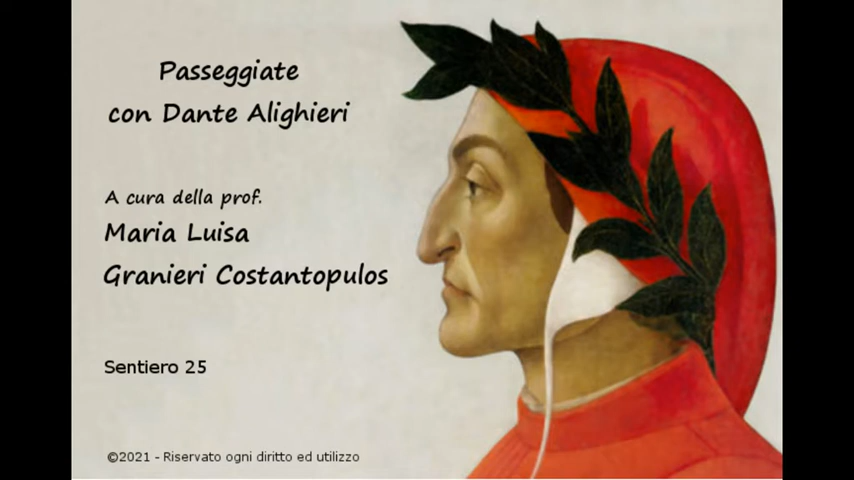 Passeggiate
con Dante Alighieri
A cura della prof.
Maria Luisa
Granieri Costantopulos
Sentiero 25
©2021 - Riservato ogni diritto ed utilizzo